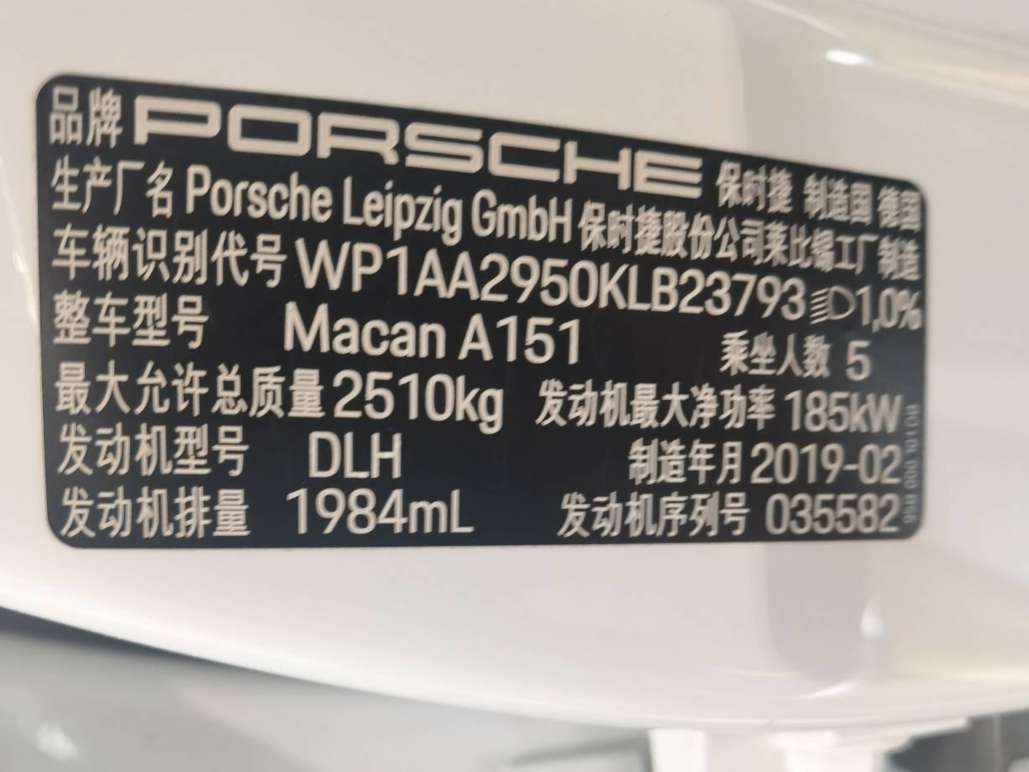 品牌 PORSCHE 保时捷 制造国 德国
生产厂名 Porsche Leipzig GmbH 保时捷股份公司莱比锡工厂制造
车辆识别代号 WP1AA2950KLB23793 1,0%
整车型号 Macan A151 乘坐人数 5
最大允许总质量 2510kg 发动机最大净功率 185kW
发动机型号 DLH 制造年月 2019-02
发动机排量 1984mL 发动机序列号 035582